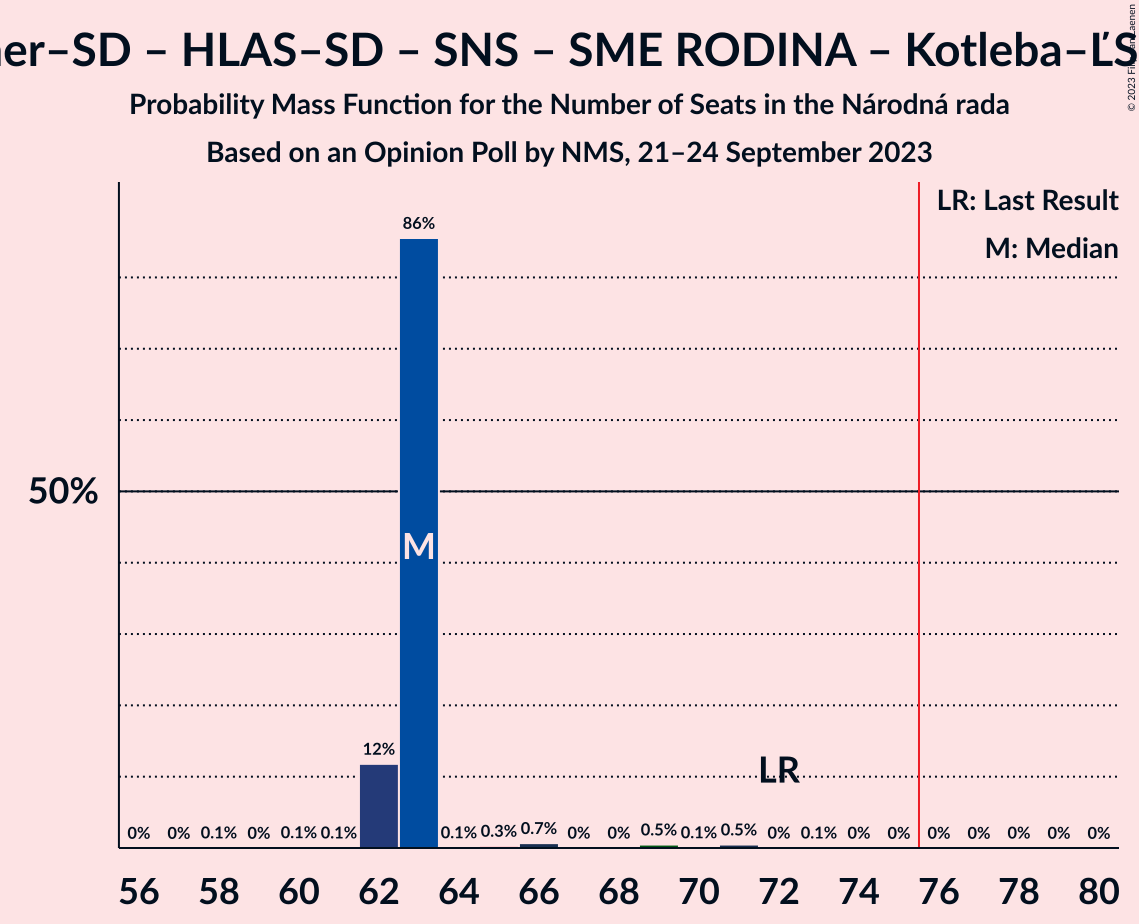 er–SD – HLAS–SD – SNS – SME RODINA – Kotleba–ĽS
Probability Mass Function for the Number of Seats in the Národná rada
Based on an Opinion Poll by NMS, 21–24 September 2023
LR: Last Result
M: Median
86%
50%
M
12%
LR
0% 0% 0.1% 0% 0.1% 0.1% 0.1% 0.3% 0.7% 0% 0% 0.5% 0.1% 0.5% 0% 0.1% 0% 0% 0% 0% 0% 0% 0%
56 58 60 62 64 66 68 70 72 74 76 78 80
© 2023